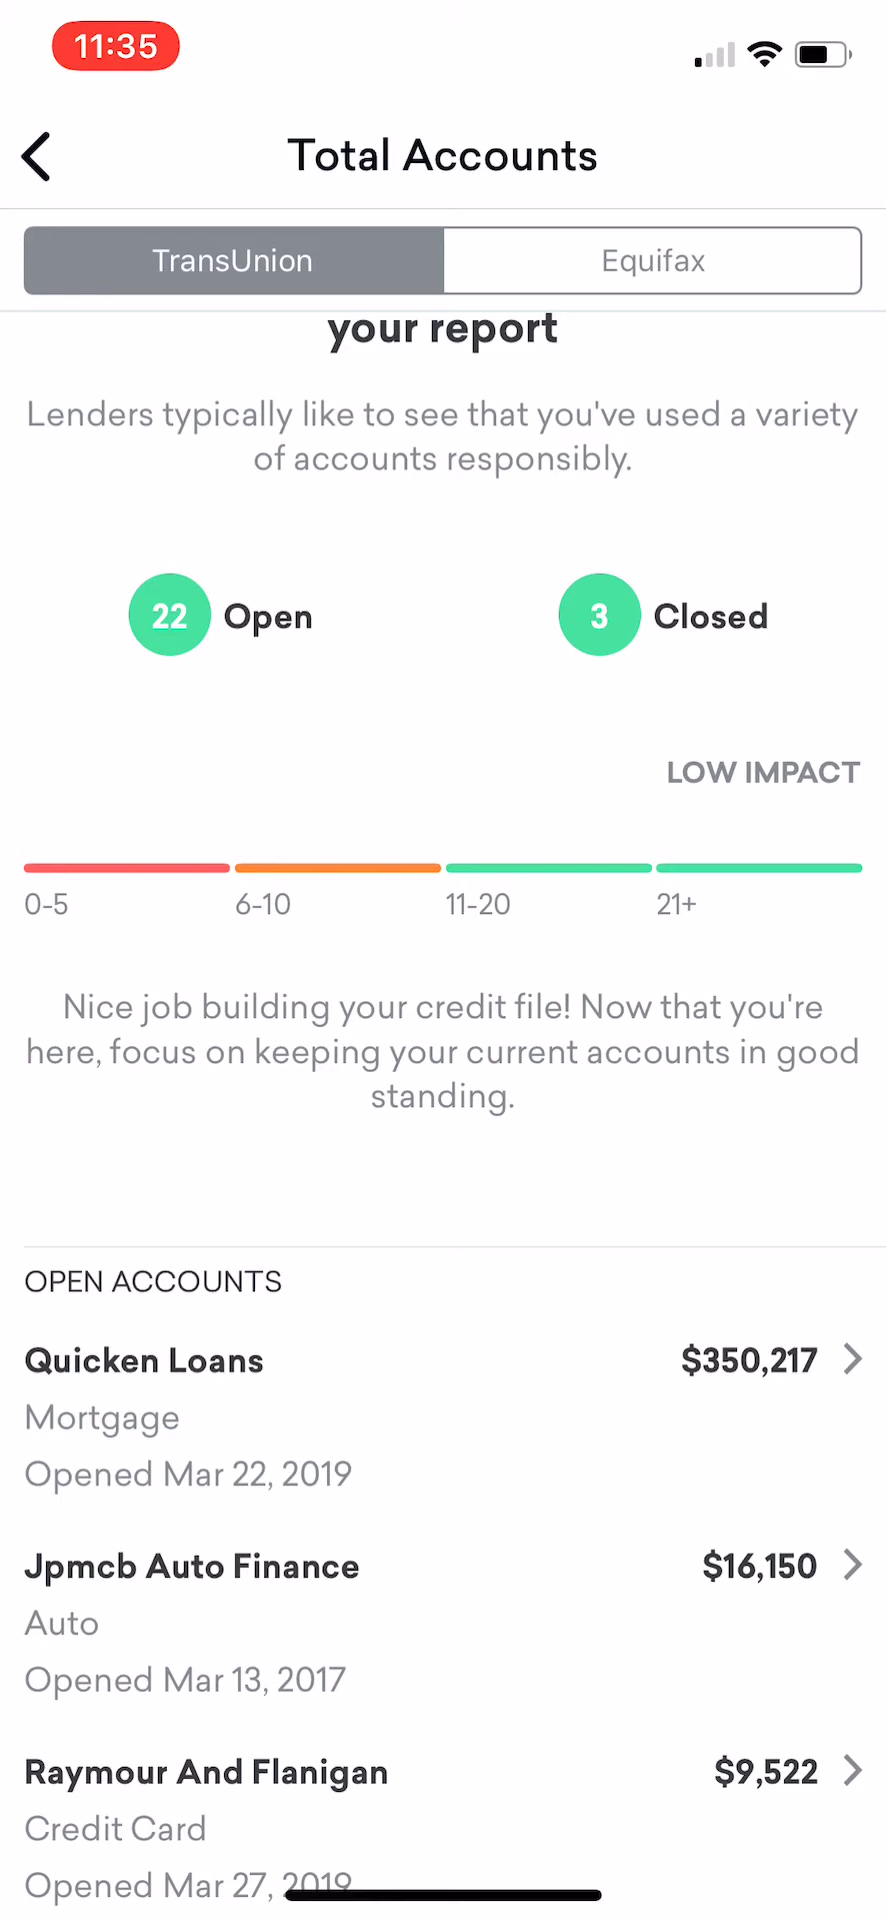 11:35
Total Accounts
TransUnion
Equifax
your report
Lenders typically like to see that you've used a variety
of accounts responsibly.
22 Open
3 Closed
LOW IMPACT
0-5
6-10
11-20
21+
Nice job building your credit file! Now that you're
here, focus on keeping your current accounts in good
standing.
OPEN ACCOUNTS
Quicken Loans $350,217
Mortgage
Opened Mar 22, 2019
Jpmcb Auto Finance $16,150
Auto
Opened Mar 13, 2017
Raymour And Flanigan $9,522
Credit Card
Opened Mar 27, 2019